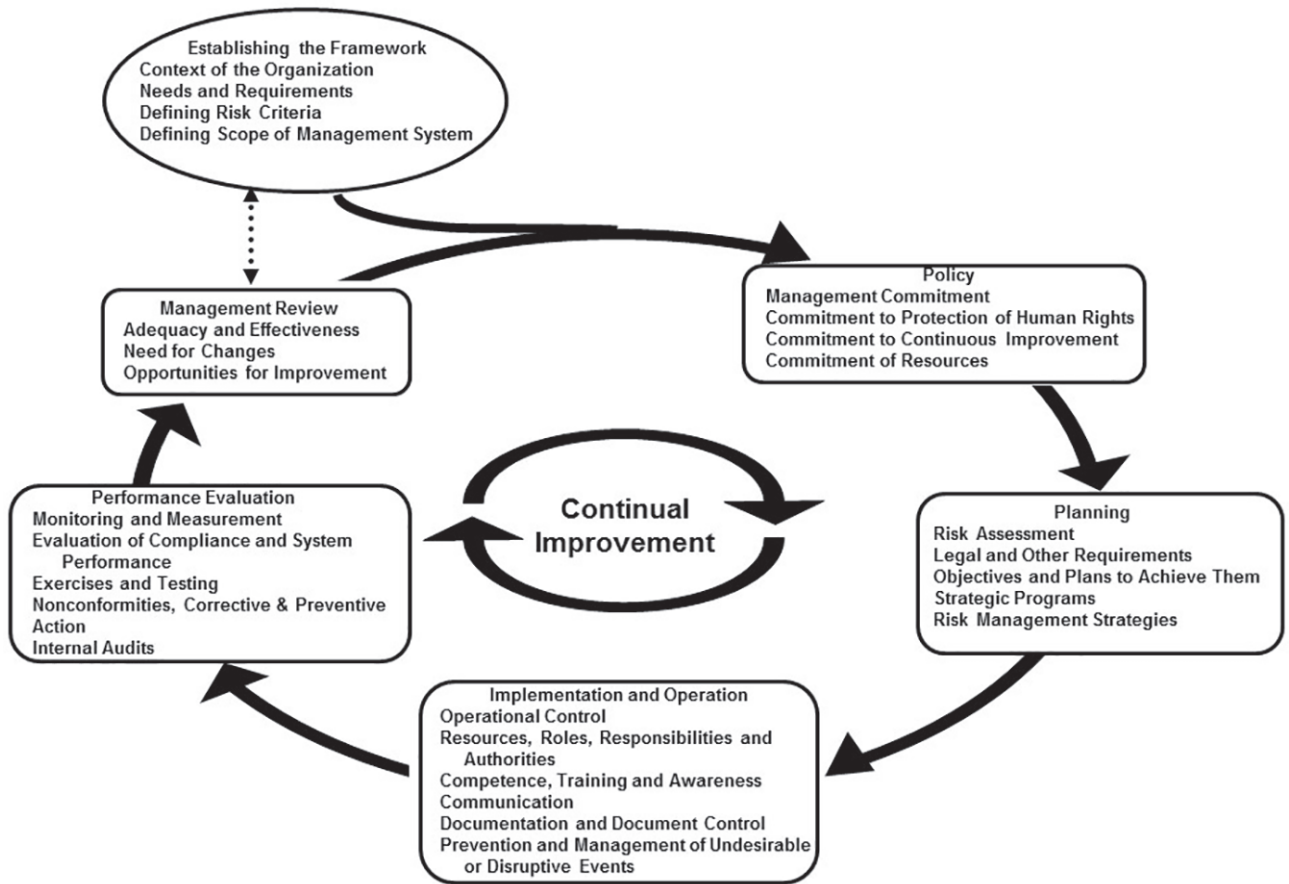 Establishing the Framework
Context of the Organization
Needs and Requirements
Defining Risk Criteria
Defining Scope of Management System
Management Review
Adequacy and Effectiveness
Need for Changes
Opportunities for Improvement
Policy
Management Commitment
Commitment to Protection of Human Rights
Commitment to Continuous Improvement
Commitment of Resources
Performance Evaluation
Monitoring and Measurement
Evaluation of Compliance and System
Performance
Exercises and Testing
Nonconformities, Corrective & Preventive
Action
Internal Audits
Continual
Improvement
Planning
Risk Assessment
Legal and Other Requirements
Objectives and Plans to Achieve Them
Strategic Programs
Risk Management Strategies
Implementation and Operation
Operational Control
Resources, Roles, Responsibilities and
Authorities
Competence, Training and Awareness
Communication
Documentation and Document Control
Prevention and Management of Undesirable
or Disruptive Events